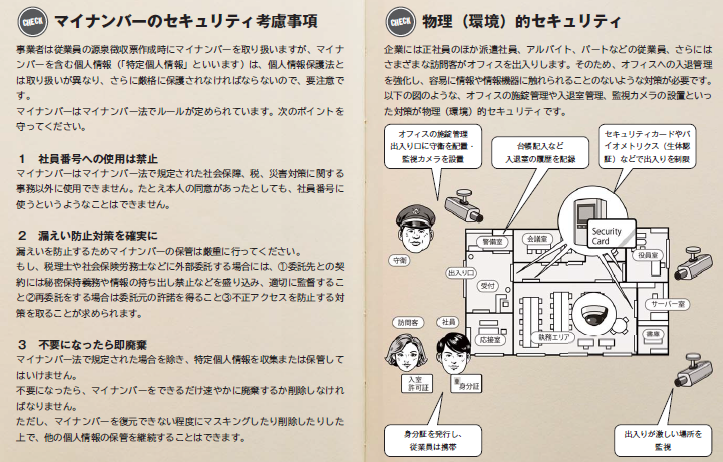 CHECK マイナンバーのセキュリティ考慮事項
事業者は従業員の源泉徴収票作成時にマイナンバーを取り扱いますが、マイナ
ンバーを含む個人情報（「特定個人情報」といいます）は、個人情報保護法と
は取り扱いが異なり、さらに厳格に保護されなければならないので、要注意で
す。
マイナンバーはマイナンバー法でルールが定められています。次のポイントを
守ってください。
1 社員番号への使用は禁止
マイナンバーはマイナンバー法で規定された社会保障、税、災害対策に関する
事務以外に使用できません。たとえ本人の同意があったとしても、社員番号に
使うというようなことはできません。
2 漏えい防止対策を確実に
漏えいを防止するためマイナンバーの保管は厳重に行ってください。
もし、税理士や社会保険労務士などに外部委託する場合には、①委託先との契
約には秘密保持義務や情報の持ち出し禁止などを盛り込み、適切に監督するこ
と②再委託をする場合は委託元の許諾を得ること③不正アクセスを防止する対
策を取ることが求められます。
3 不要になったら即廃棄
マイナンバー法で規定された場合を除き、特定個人情報を収集または保管して
はいけません。
不要になったら、マイナンバーをできるだけ速やかに廃棄するか削除しなけれ
ばなりません。
ただし、マイナンバーを復元できない程度にマスキングしたり削除したりした
上で、他の個人情報の保管を継続することはできます。
CHECK 物理（環境）的セキュリティ
企業には正社員のほか派遣社員、アルバイト、パートなどの従業員、さらには
さまざまな訪問客がオフィスを出入りします。そのため、オフィスへの入退管理
を強化し、容易に情報や情報機器に触れられることのないような対策が必要です。
以下の図のような、オフィスの施錠管理や入退室管理、監視カメラの設置といっ
た対策が物理（環境）的セキュリティです。
オフィスの施錠管理
出入り口に守衛を配置・
監視カメラを設置
台帳記入など
入退室の履歴を記録
セキュリティカードやバ
イオメトリクス（生体認
証）などで出入りを制限
Security
Card
警備室
会議室
役員室
守衛
出入り口
受付
サーバー室
訪問客
社員
応接室
執務エリア
書庫
入室
許可証
身分証
身分証を発行し、
従業員は携帯
出入りが激しい場所を
監視